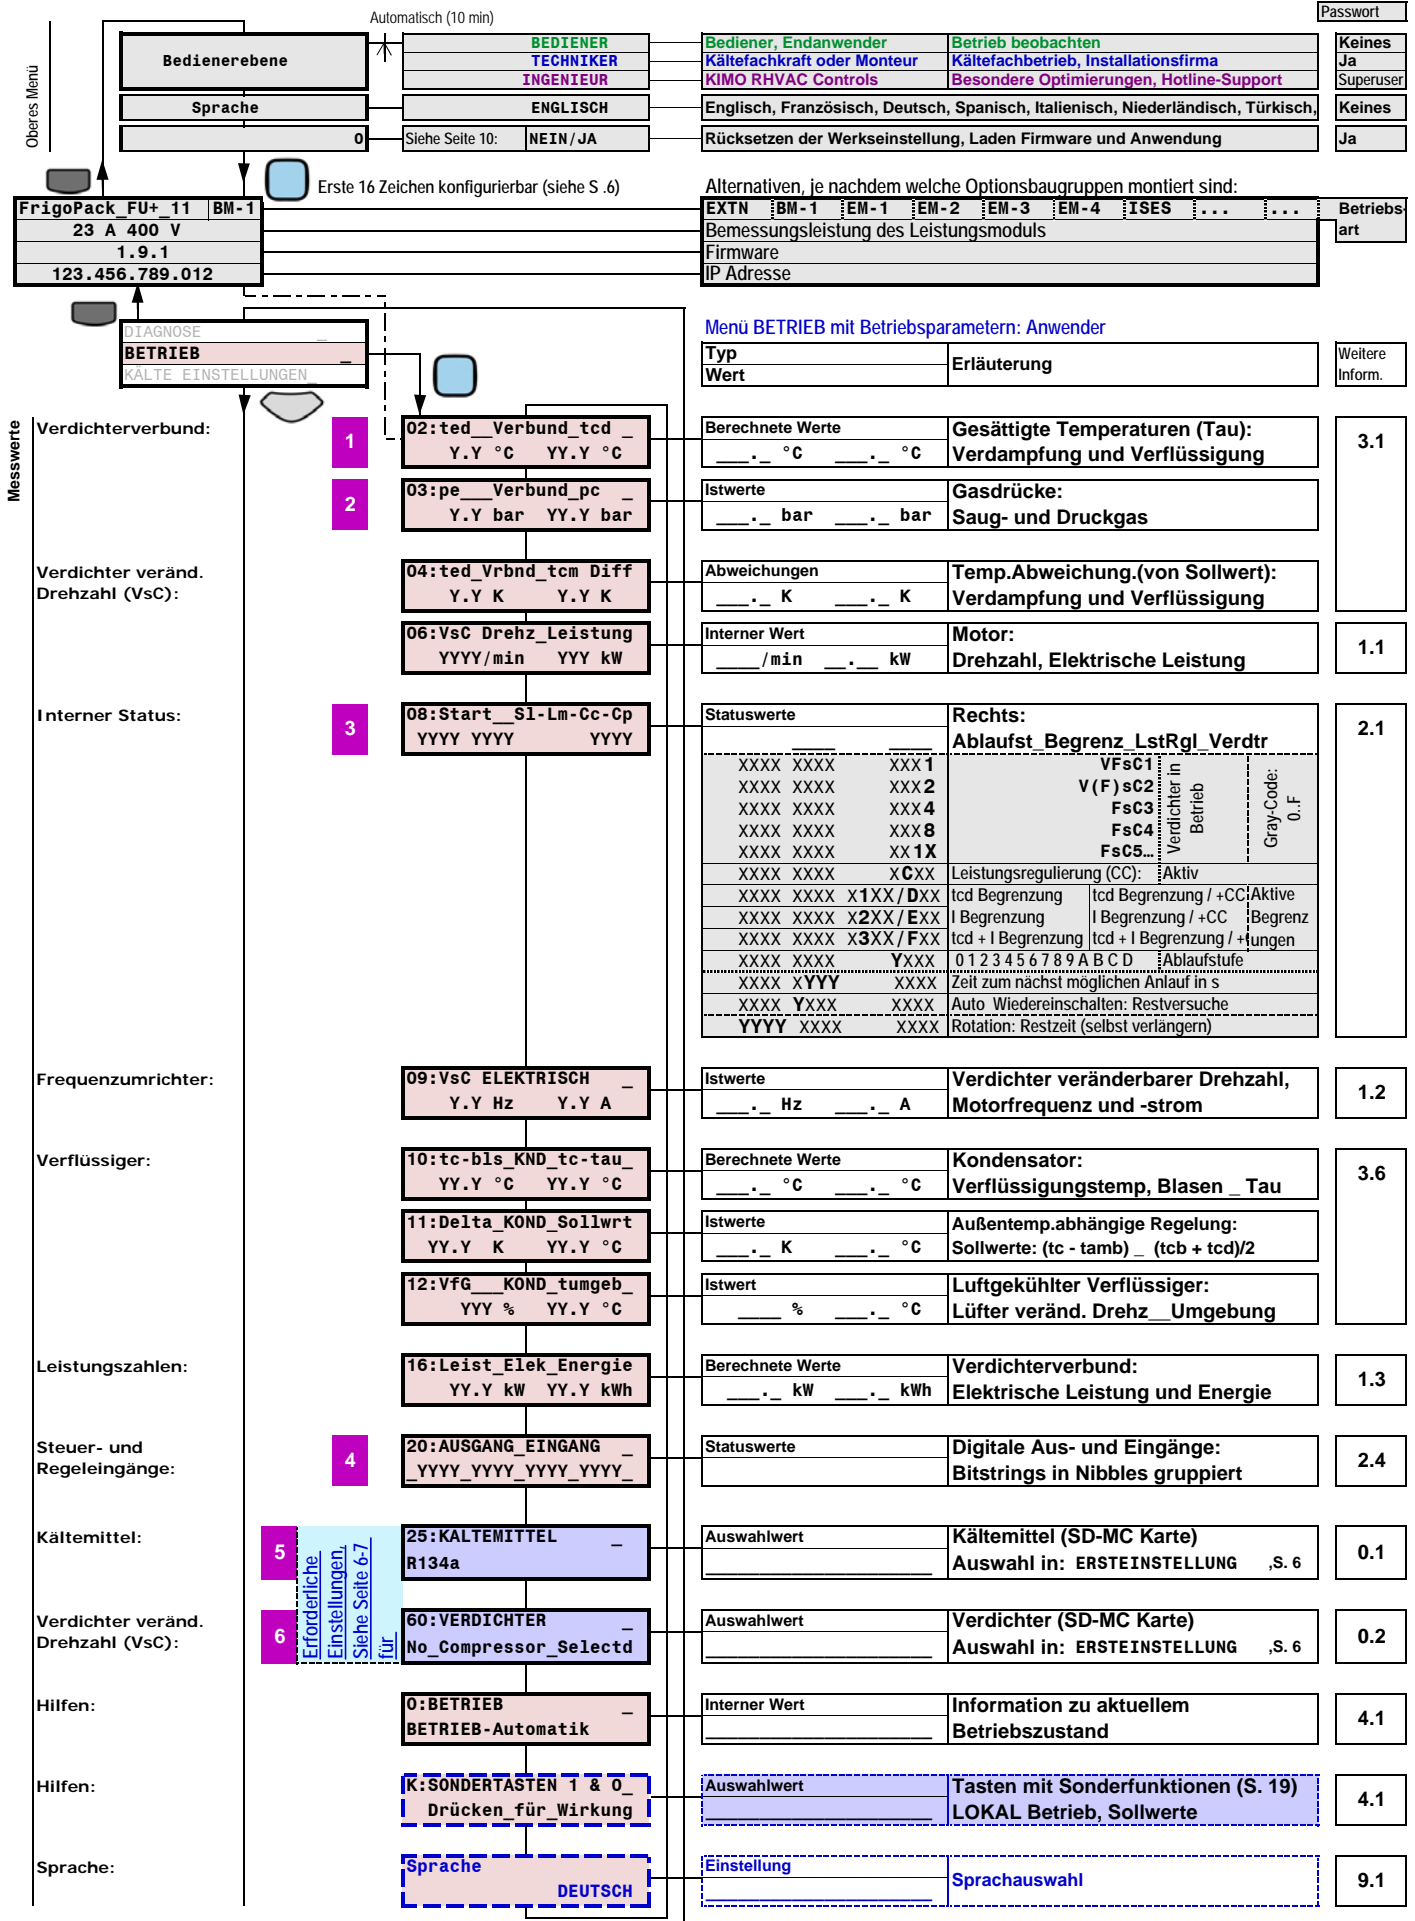 Passwort
Automatisch (10 min)
Oberes Menü
Bedienerebene
BEDIENER
Bediener, Endanwender
Betrieb beobachten
Keines
TECHNIKER
Kältefachkraft oder Monteur
Kältefachbetrieb, Installationsfirma
Ja
INGENIEUR
KIMO RHVAC Controls
Besondere Optimierungen, Hotline-Support
Superuser
Sprache
ENGLISCH
Englisch, Französisch, Deutsch, Spanisch, Italienisch, Niederländisch, Türkisch,
Keines
0
Siehe Seite 10:
NEIN/JA
Rücksetzen der Werkseinstellung, Laden Firmware und Anwendung
Ja
Erste 16 Zeichen konfigurierbar (siehe S .6)
Alternativen, je nachdem welche Optionsbaugruppen montiert sind:
FrigoPack_FU+_11 BM-1
EXTN BM-1 EM-1 EM-2 EM-3 EM-4 ISES ... ...
Betriebs-
art
23 A 400 V
Bemessungsleistung des Leistungsmoduls
1.9.1
Firmware
123.456.789.012
IP Adresse
DIAGNOSE _
BETRIEB _
KÄLTE EINSTELLUNGEN_
Menü BETRIEB mit Betriebsparametern: Anwender
Typ
Wert
Erläuterung
Weitere
Inform.
Messwerte
Verdichterverbund:
1
02:ted__Verbund_tcd _
Y.Y °C YY.Y °C
Berechnete Werte
___._ °C ___._ °C
Gesättigte Temperaturen (Tau):
Verdampfung und Verflüssigung
3.1
2
03:pe___Verbund_pc _
Y.Y bar YY.Y bar
Istwerte
___._ bar ___._ bar
Gasdrücke:
Saug- und Druckgas
Verdichter veränd.
Drehzahl (VsC):
04:ted_Vrbnd_tcm Diff
Y.Y K Y.Y K
Abweichungen
___._ K ___._ K
Temp.Abweichung.(von Sollwert):
Verdampfung und Verflüssigung
06:VsC Drehz_Leistung
YYYY/min YYY kW
Interner Wert
____/min __.__ kW
Motor:
Drehzahl, Elektrische Leistung
1.1
Interner Status:
3
08:Start__Sl-Lm-Cc-Cp
YYYY YYYY YYYY
Statuswerte
____ ____
Rechts:
Ablaufst_Begrenz_LstRgl_Verdtr
2.1
XXXX XXXX XXX1 VFsC1
XXXX XXXX XXX2 V(F)sC2
XXXX XXXX XXX4 FsC3
XXXX XXXX XXX8 FsC4
XXXX XXXX XX1X FsC5…
Verdichter in
Betrieb
Gray-Code:
0..F
XXXX XXXX XCXX Leistungsregulierung (CC): Aktiv
XXXX XXXX X1XX/DXX tcd Begrenzung tcd Begrenzung / +CC Aktive
XXXX XXXX X2XX/EXX I Begrenzung I Begrenzung / +CC Begrenz
XXXX XXXX X3XX/FXX tcd + I Begrenzung tcd + I Begrenzung / + ungen
XXXX XXXX YXXX 0 1 2 3 4 5 6 7 8 9 A B C D Ablaufstufe
XXXX XYYY XXXX Zeit zum nächst möglichen Anlauf in s
XXXX YXXX XXXX Auto Wiedereinschalten: Restversuche
YYYY XXXX XXXX Rotation: Restzeit (selbst verlängern)
Frequenzumrichter:
09:VsC ELEKTRISCH _
Y.Y Hz Y.Y A
Istwerte
___._ Hz ___._ A
Verdichter veränderbarer Drehzahl,
Motorfrequenz und -strom
1.2
Verflüssiger:
10:tc-bls_KND_tc-tau_
YY.Y °C YY.Y °C
Berechnete Werte
___._ °C ___._ °C
Kondensator:
Verflüssigungstemp, Blasen _ Tau
3.6
11:Delta_KOND_Sollwrt
YY.Y K YY.Y °C
Istwerte
___._ K ___._ °C
Außentemp.abhängige Regelung:
Sollwerte: (tc - tamb) _ (tcb + tcd)/2
12:VfG___KOND_tumgeb_
YYY % YY.Y °C
Istwert
____ % ___._ °C
Luftgekühlter Verflüssiger:
Lüfter veränd. Drehz__Umgebung
Leistungszahlen:
16:Leist_Elek_Energie
YY.Y kW YY.Y kWh
Berechnete Werte
___._ kW ___._ kWh
Verdichterverbund:
Elektrische Leistung und Energie
1.3
Steuer- und
Regeleingänge:
4
20:AUSGANG_EINGANG _
_YYYY_YYYY_YYYY_YYYY_
Statuswerte
Digitale Aus- und Eingänge:
Bitstrings in Nibbles gruppiert
2.4
Kältemittel:
5
Erforderliche
Einstellungen,
Siehe Seite 6-7
für
25:KALTEMITTEL _
R134a
Auswahlwert
_____________________
Kältemittel (SD-MC Karte)
Auswahl in: ERSTEINSTELLUNG ,S. 6
0.1
Verdichter veränd.
Drehzahl (VsC):
6
60:VERDICHTER _
No_Compressor_Selectd
Auswahlwert
_____________________
Verdichter (SD-MC Karte)
Auswahl in: ERSTEINSTELLUNG ,S. 6
0.2
Hilfen:
0:BETRIEB _
BETRIEB-Automatik
Interner Wert
_____________________
Information zu aktuellem
Betriebszustand
4.1
Hilfen:
K:SONDERTASTEN 1 & 0_
Drücken_für_Wirkung
Auswahlwert
_____________________
Tasten mit Sonderfunktionen (S. 19)
LOKAL Betrieb, Sollwerte
4.1
Sprache:
Sprache
DEUTSCH
Einstellung
_____________________
Sprachauswahl
9.1